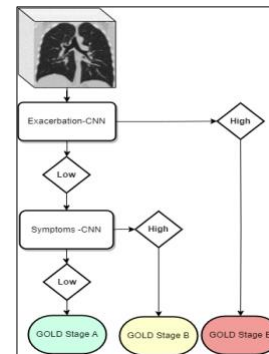 Exacerbation-CNN
High
Low
Symptoms -CNN
High
Low
GOLD Stage A
GOLD Stage B
GOLD Stage E